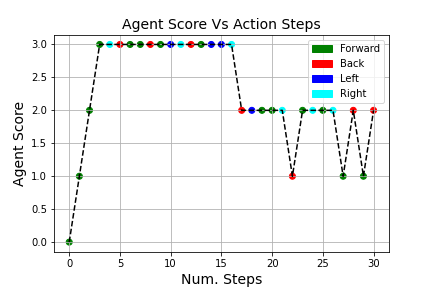 Agent Score Vs Action Steps
Agent Score
3.0
2.5
2.0
1.5
1.0
0.5
0.0
Forward
Back
Left
Right
0 5 10 15 20 25 30
Num. Steps